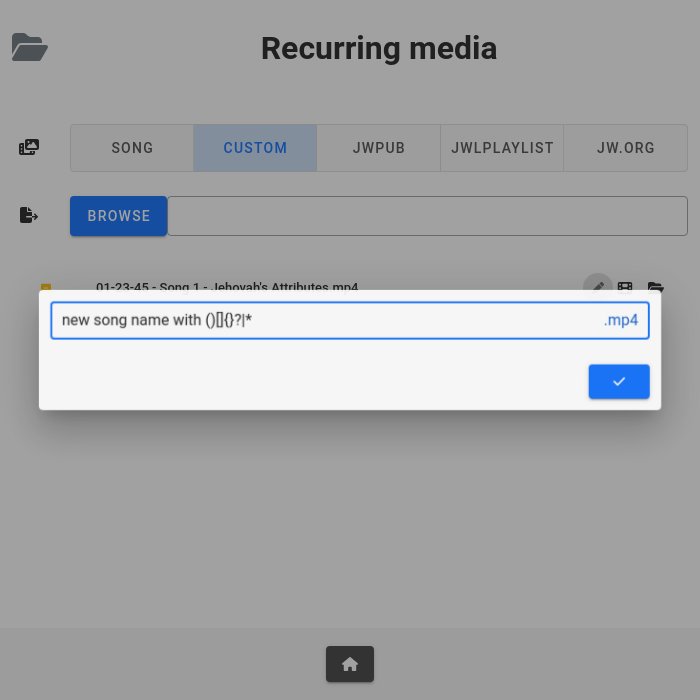 Recurring media
SONG
CUSTOM
JWPUB
JWLPLAYLIST
JW.ORG
BROWSE
01-23-45 - Song 1 - Jehovah's Attributes.mp4
new song name with ()[]{}?|*
.mp4